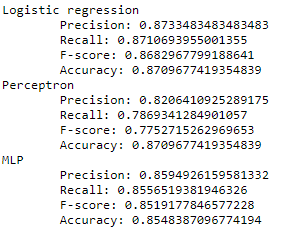 Logistic regression
Precision: 0.8733483483483483
Recall: 0.8710693955001355
F-score: 0.8682967799188641
Accuracy: 0.8709677419354839
Perceptron
Precision: 0.8206410925289175
Recall: 0.7869341284901057
F-score: 0.7752715262969653
Accuracy: 0.8709677419354839
MLP
Precision: 0.8594926159581332
Recall: 0.8556519381946326
F-score: 0.8519177846577228
Accuracy: 0.8548387096774194